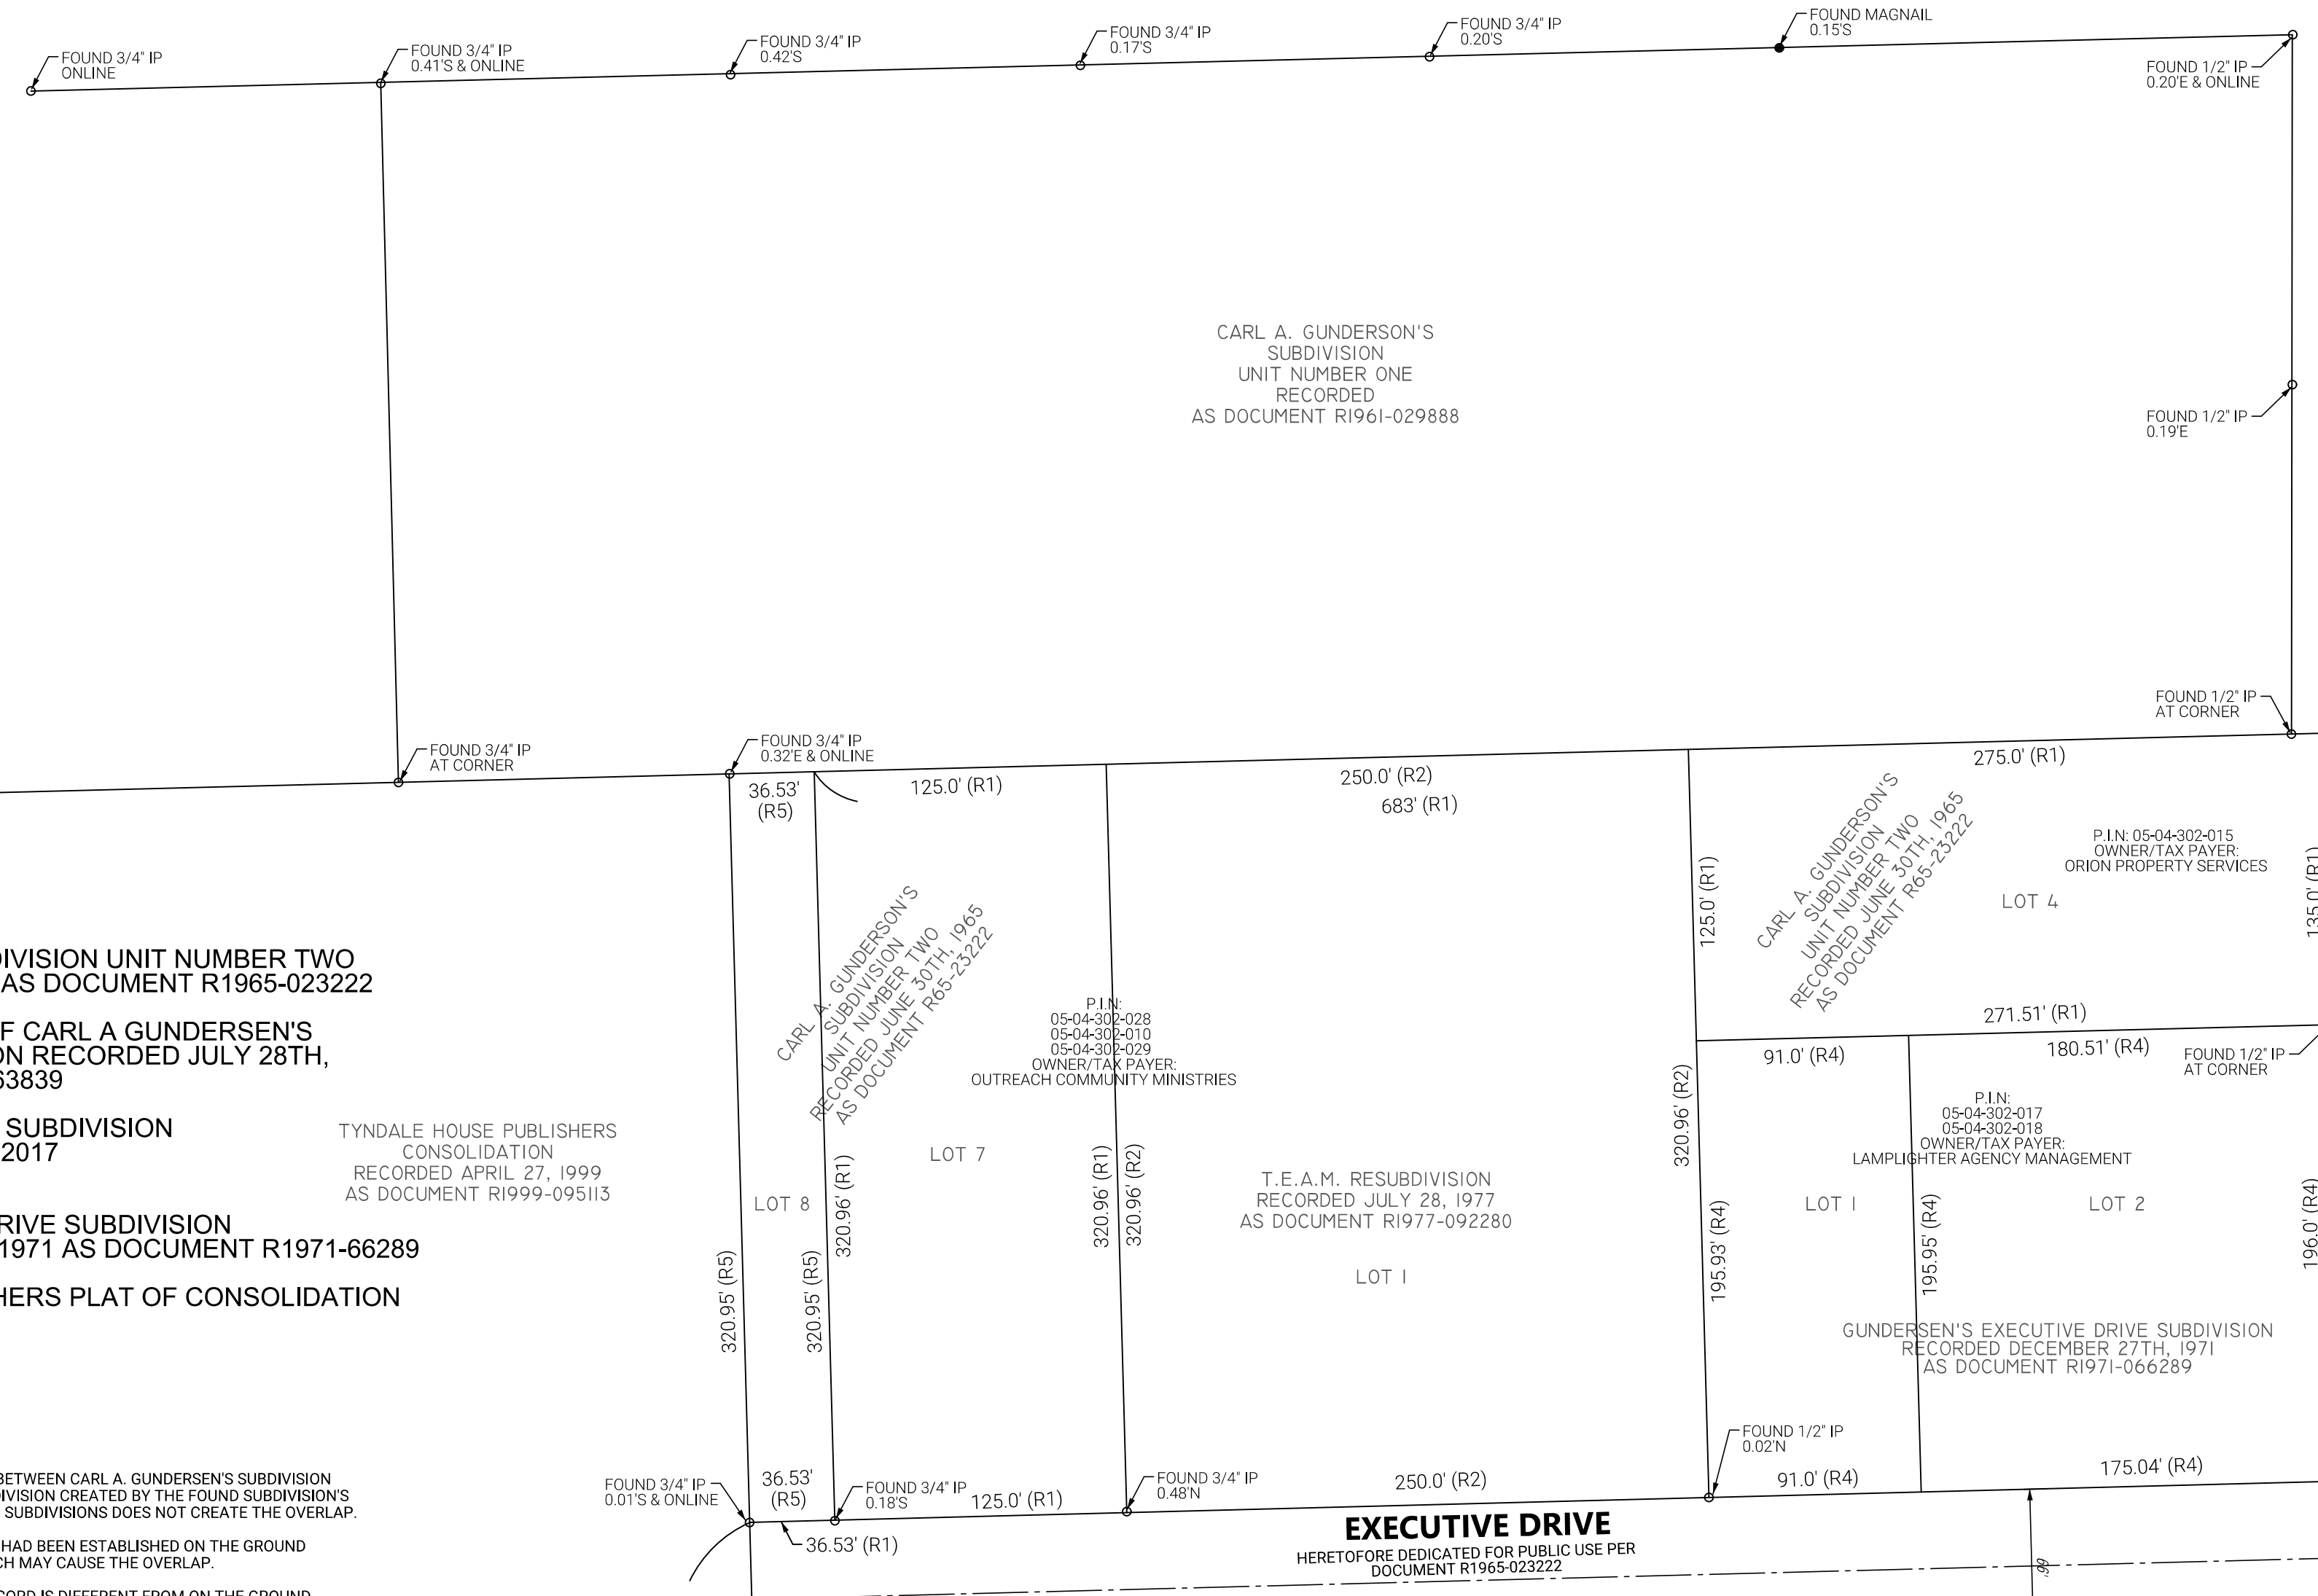 FOUND 3/4" IP
ONLINE
FOUND 3/4" IP
0.41'S & ONLINE
FOUND 3/4" IP
0.42'S
FOUND 3/4" IP
0.17'S
FOUND 3/4" IP
0.20'S
FOUND MAGNAIL
0.15'S
FOUND 1/2" IP
0.20'E & ONLINE
CARL A. GUNDERSON'S
SUBDIVISION
UNIT NUMBER ONE
RECORDED
AS DOCUMENT R1961-029888
FOUND 1/2" IP
0.19'E
FOUND 1/2" IP
AT CORNER
FOUND 3/4" IP
AT CORNER
FOUND 3/4" IP
0.32'E & ONLINE
36.53'
(R5)
125.0' (R1)
250.0' (R2)
683' (R1)
275.0' (R1)
125.0' (R1)
CARL A. GUNDERSON'S
SUBDIVISION
UNIT NUMBER TWO
RECORDED JUNE 30TH, 1965
AS DOCUMENT R65-23222
P.I.N: 05-04-302-015
OWNER/TAX PAYER:
ORION PROPERTY SERVICES
LOT 4
135.0' (R1)
DIVISION UNIT NUMBER TWO
AS DOCUMENT R1965-023222
F CARL A GUNDERSEN'S
ON RECORDED JULY 28TH,
63839
SUBDIVISION
2017
RIVE SUBDIVISION
1971 AS DOCUMENT R1971-66289
HERS PLAT OF CONSOLIDATION
CARL A. GUNDERSON'S
SUBDIVISION
UNIT NUMBER TWO
RECORDED JUNE 30TH, 1965
AS DOCUMENT R65-23222
P.I.N:
05-04-302-028
05-04-302-010
05-04-302-029
OWNER/TAX PAYER:
OUTREACH COMMUNITY MINISTRIES
271.51' (R1)
91.0' (R4)
180.51' (R4)
FOUND 1/2" IP
AT CORNER
P.I.N:
05-04-302-017
05-04-302-018
OWNER/TAX PAYER:
LAMPLIGHTER AGENCY MANAGEMENT
TYNDALE HOUSE PUBLISHERS
CONSOLIDATION
RECORDED APRIL 27, 1999
AS DOCUMENT R1999-095113
LOT 8
LOT 7
T.E.A.M. RESUBDIVISION
RECORDED JULY 28, 1977
AS DOCUMENT R1977-092280
LOT 1
LOT 1
LOT 2
320.95' (R5)
320.95' (R5)
320.96' (R1)
320.96' (R1)
320.96' (R2)
320.96' (R2)
195.93' (R4)
195.95' (R4)
196.0' (R4)
GUNDERSEN'S EXECUTIVE DRIVE SUBDIVISION
RECORDED DECEMBER 27TH, 1971
AS DOCUMENT R1971-066289
BETWEEN CARL A. GUNDERSEN'S SUBDIVISION
DIVISION CREATED BY THE FOUND SUBDIVISION'S
SUBDIVISIONS DOES NOT CREATE THE OVERLAP.
HAD BEEN ESTABLISHED ON THE GROUND
CH MAY CAUSE THE OVERLAP.
CORD IS DIFFERENT FROM ON THE GROUND
FOUND 3/4" IP
0.01'S & ONLINE
36.53'
(R5)
FOUND 3/4" IP
0.18'S
125.0' (R1)
FOUND 3/4" IP
0.48'N
250.0' (R2)
FOUND 1/2" IP
0.02'N
91.0' (R4)
175.04' (R4)
36.53' (R1)
EXECUTIVE DRIVE
HERETOFORE DEDICATED FOR PUBLIC USE PER
DOCUMENT R1965-023222
66'